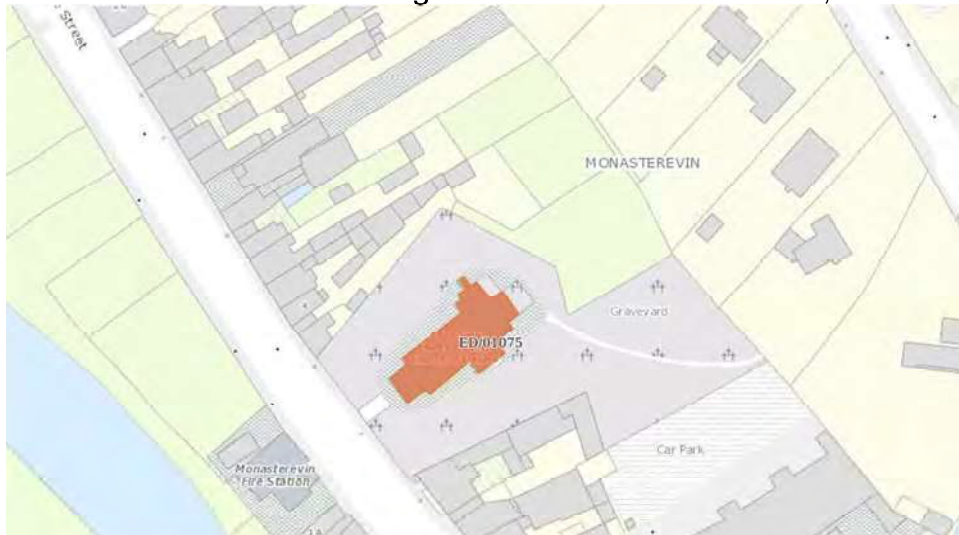 Street
MONASTEREVIN
Graveyard
ED/01075
Car Park
Monasterevin
Fire Station